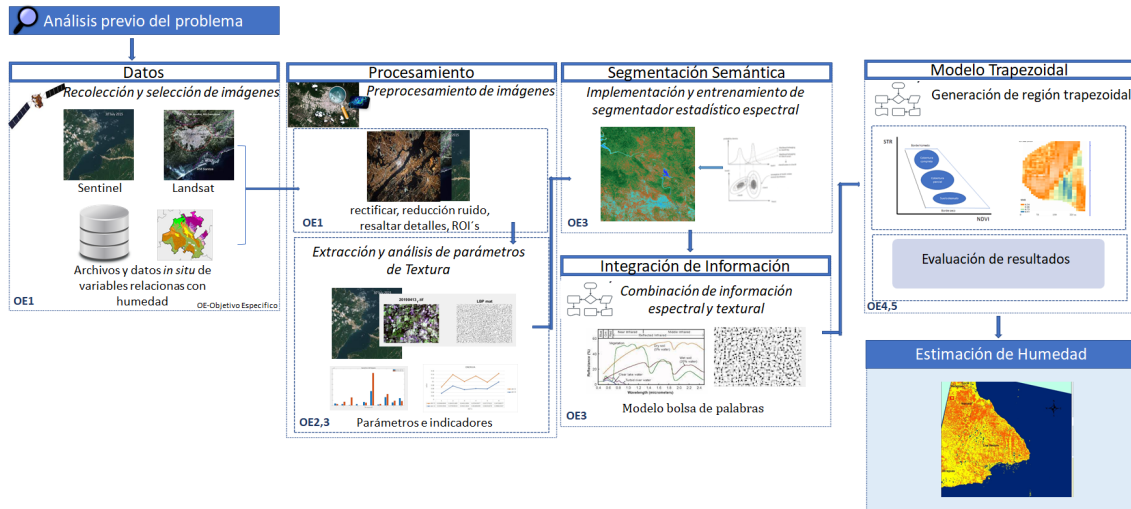 Análisis previo del problema
Datos
Recolección y selección de imágenes
Sentinel
Landsat
Archivos y datos in situ de
variables relacionas con
humedad
OE1
OE-Objetivo Especifico
Procesamiento
Preprocesamiento de imágenes
rectificar, reducción ruido,
resaltar detalles, ROI´s
OE1
Extracción y análisis de parámetros
de Textura
LBP mat
OE2,3
Parámetros e indicadores
Segmentación Semántica
Implementación y entrenamiento de
segmentador estadístico espectral
OE3
Integración de Información
Combinación de información
espectral y textural
Reflectance (%)
Vegetation
Wavelength (micrometers)
Modelo bolsa de palabras
OE3
Modelo Trapezoidal
Generación de región trapezoidal
STR
NDVI
Evaluación de resultados
OE4,5
Estimación de Humedad